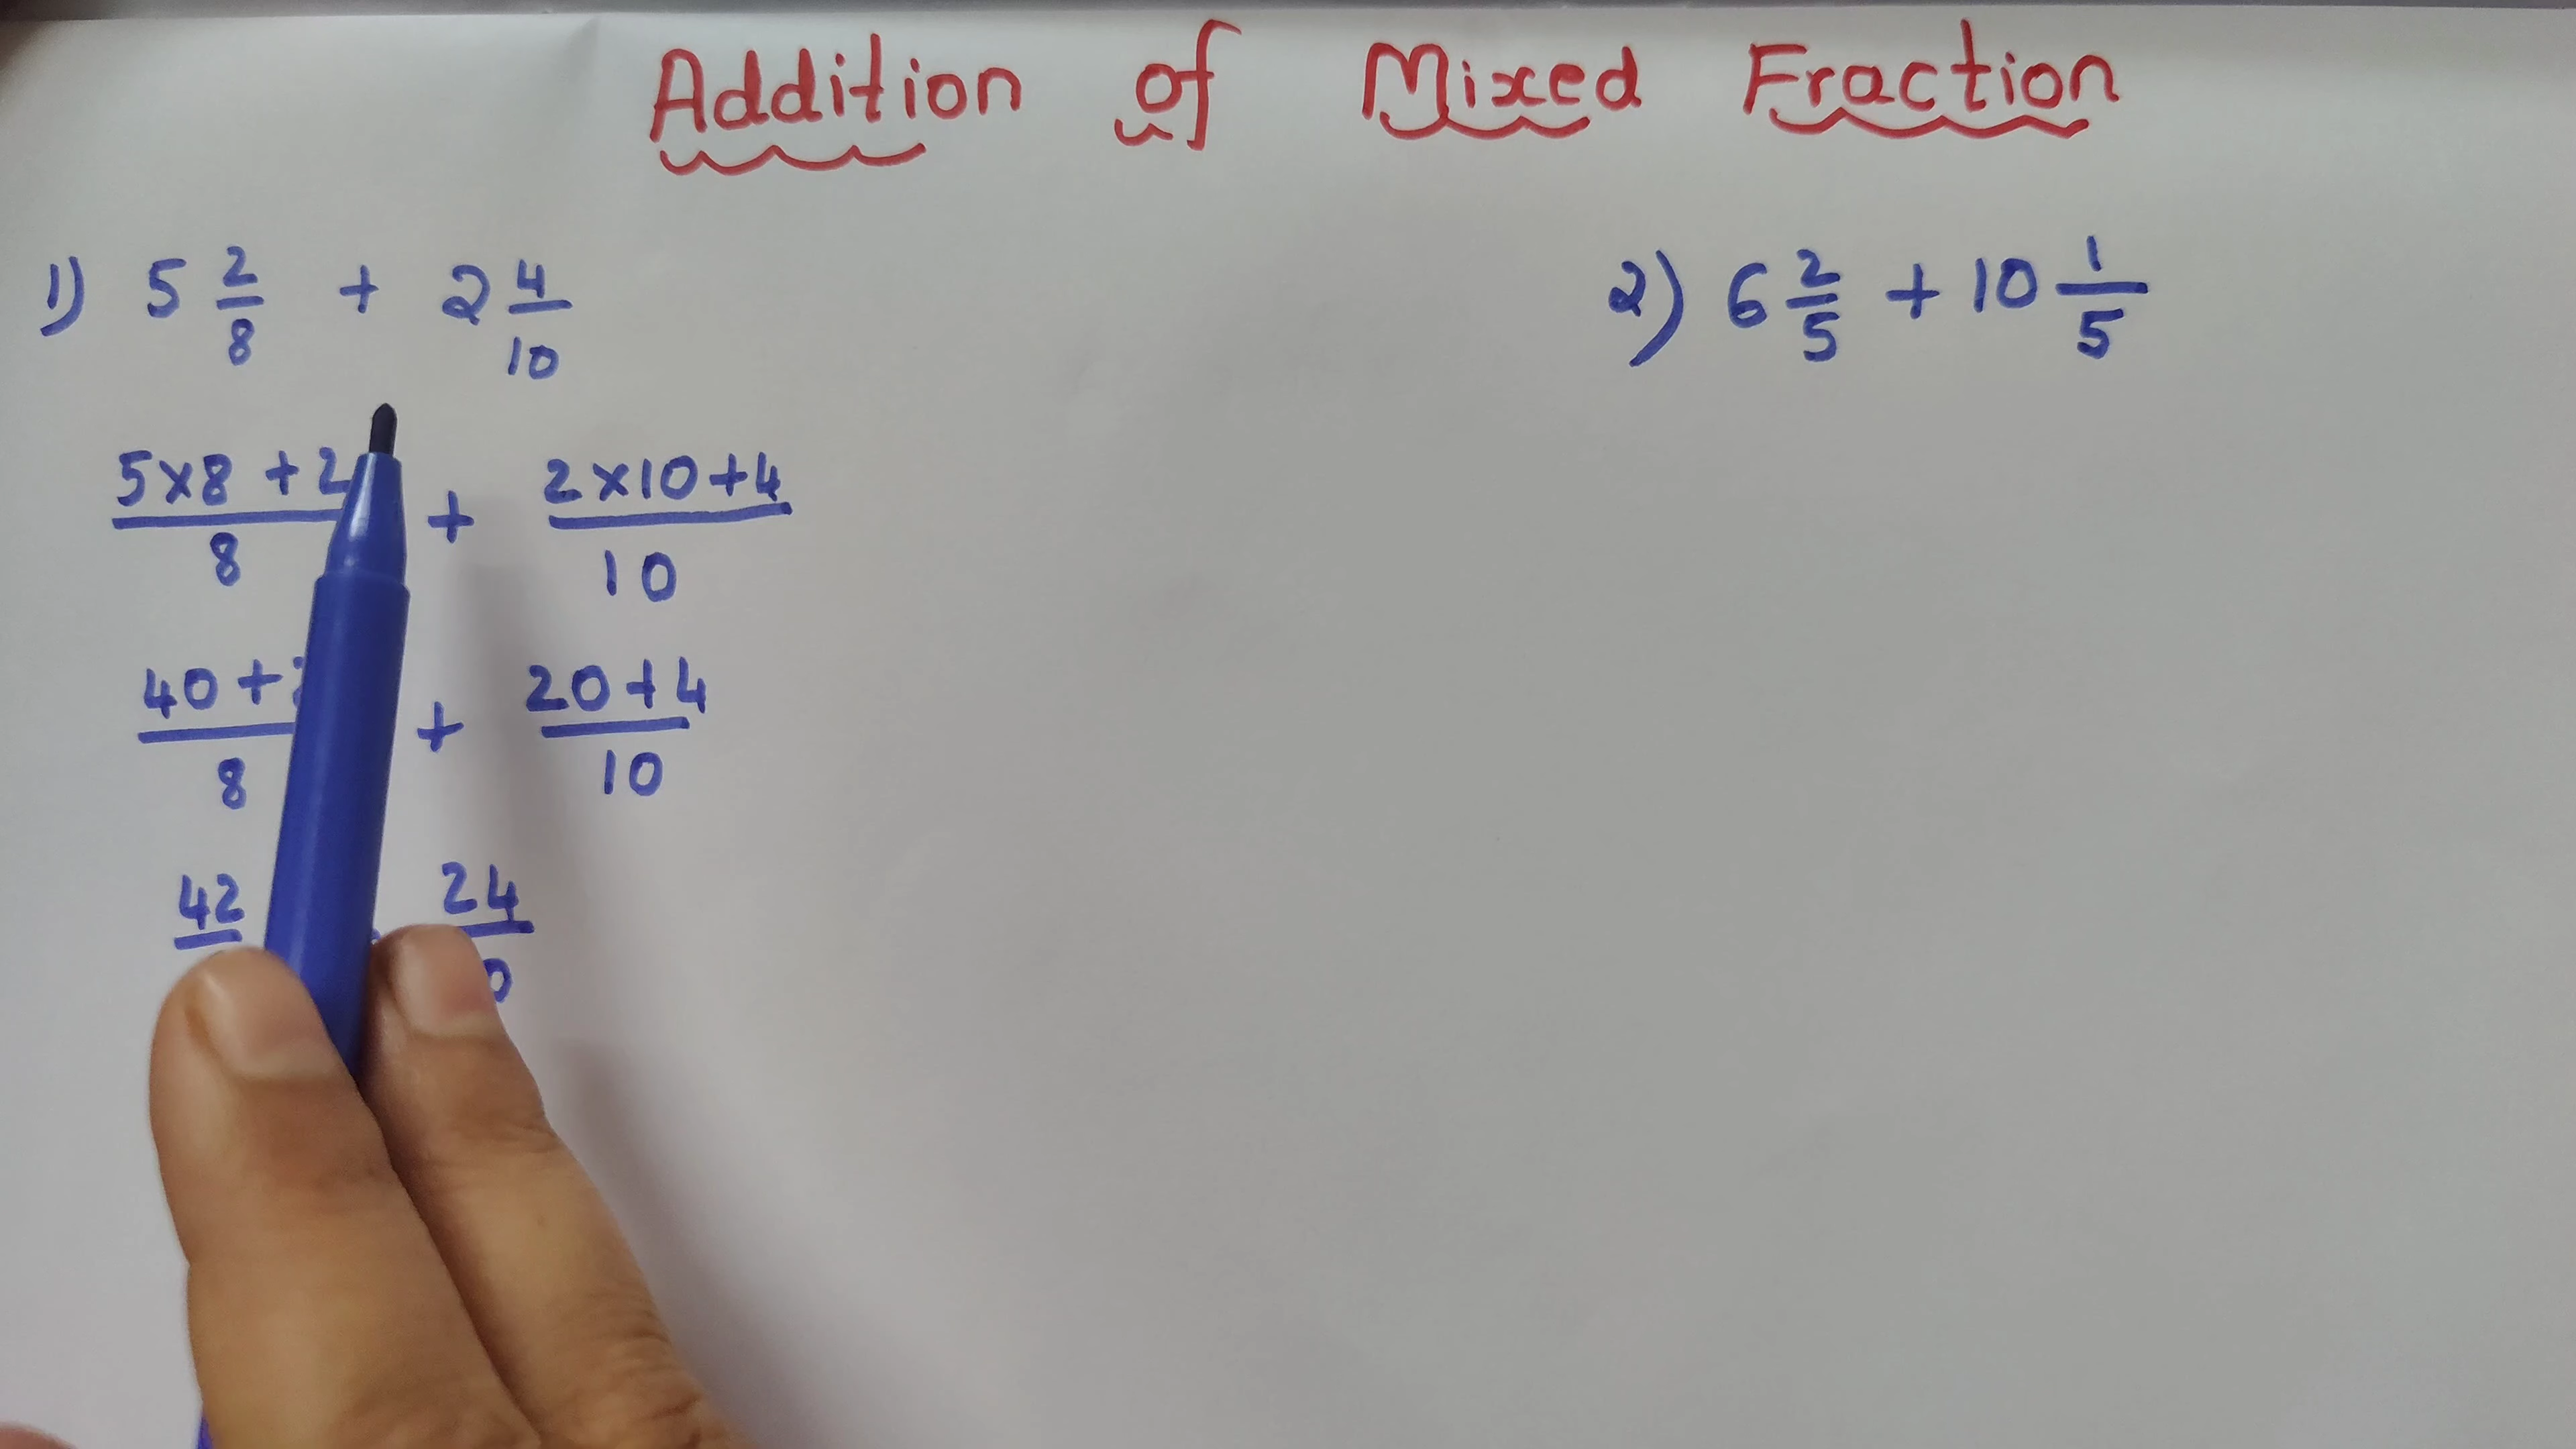 Addition of Mixed Fraction
1) 5 2/8 + 2 4/10
2) 6 2/5 + 10 1/5
5×8 +2/8 + 2×10+4/10
40+ /8 + 20+4/10
42 24/ 0